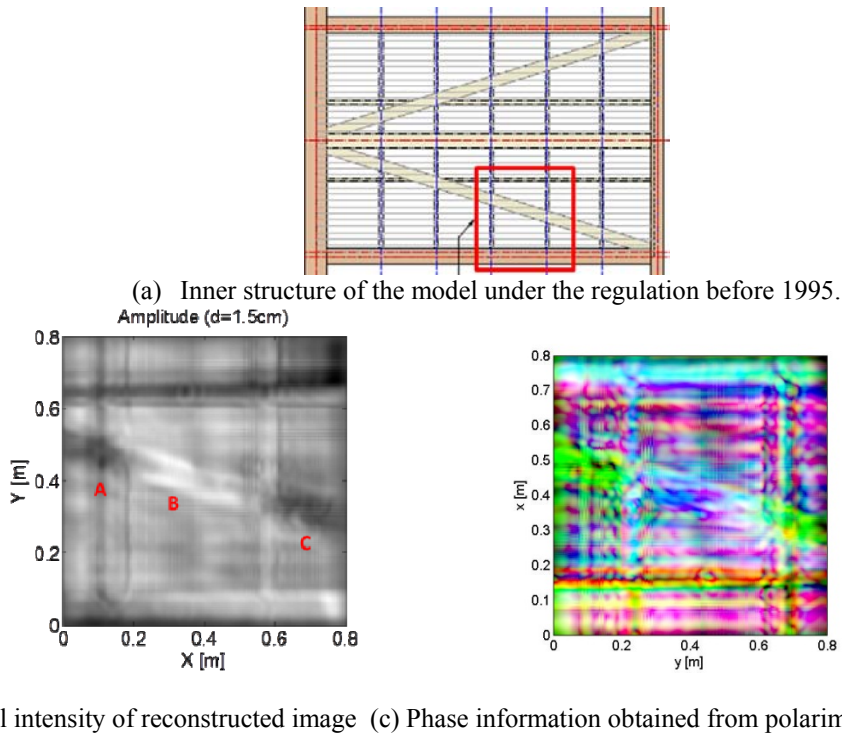 (a) Inner structure of the model under the regulation before 1995.
Amplitude (d=1.5cm)
0.8
0.6
0.4
0.2
0
Y [m]
A
B
C
0 0.2 0.4 0.6 0.8
X [m]
0.8
0.7
0.6
0.5
0.4
0.3
0.2
0.1
0
x [m]
0 0.2 0.4 0.6 0.8
y [m]
l intensity of reconstructed image (c) Phase information obtained from polarim